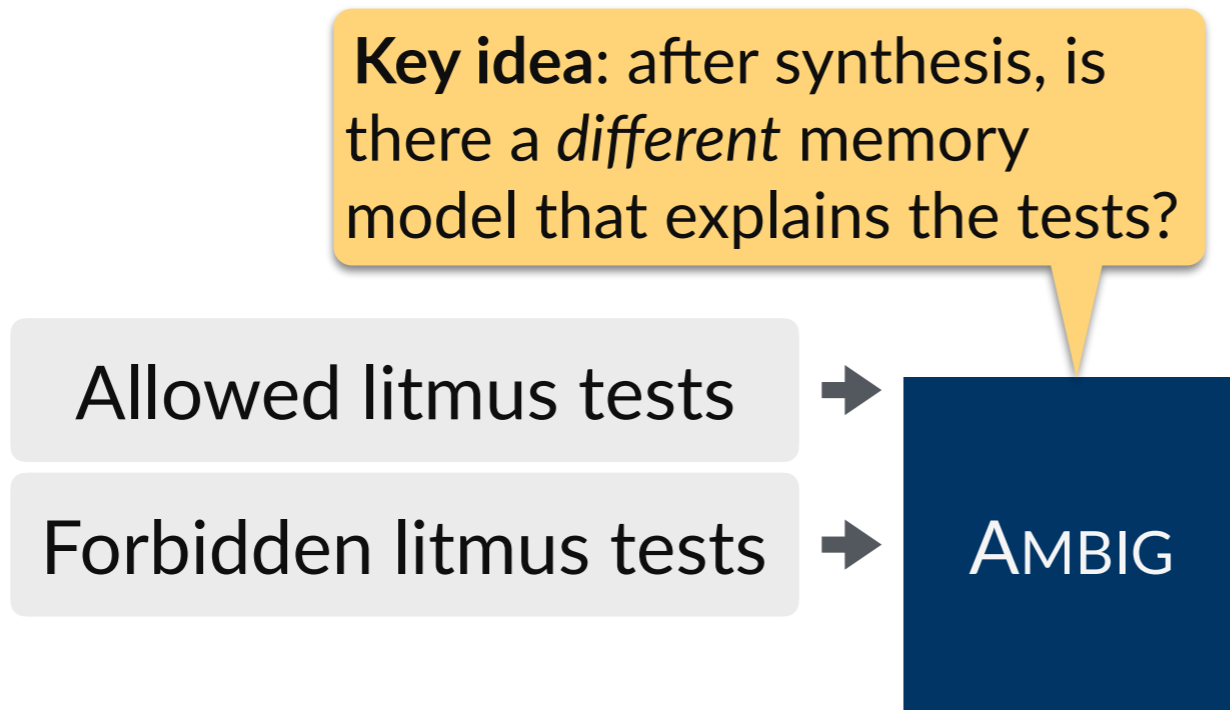 Key idea: after synthesis, is
there a different memory
model that explains the tests?
Allowed litmus tests
Forbidden litmus tests
AMBIG